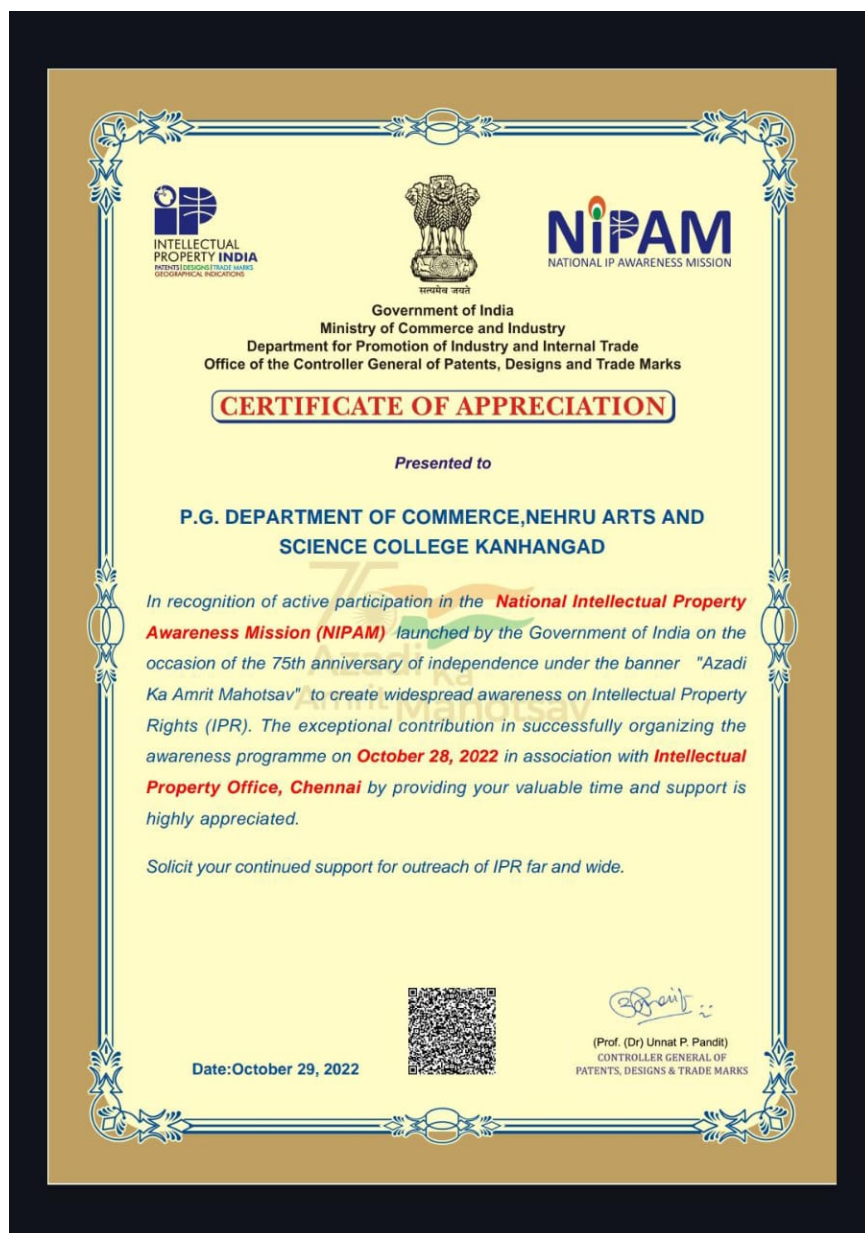 INTELLECTUAL
PROPERTY INDIA
PATENTS | DESIGNS | TRADE MARKS
GEOGRAPHICAL INDICATIONS
सत्यमेव जयते
NiPAM
NATIONAL IP AWARENESS MISSION
Government of India
Ministry of Commerce and Industry
Department for Promotion of Industry and Internal Trade
Office of the Controller General of Patents, Designs and Trade Marks
CERTIFICATE OF APPRECIATION
Presented to
P.G. DEPARTMENT OF COMMERCE,NEHRU ARTS AND
SCIENCE COLLEGE KANHANGAD
In recognition of active participation in the National Intellectual Property
Awareness Mission (NIPAM) launched by the Government of India on the
occasion of the 75th anniversary of independence under the banner "Azadi
Ka Amrit Mahotsav" to create widespread awareness on Intellectual Property
Rights (IPR). The exceptional contribution in successfully organizing the
awareness programme on October 28, 2022 in association with Intellectual
Property Office, Chennai by providing your valuable time and support is
highly appreciated.
Solicit your continued support for outreach of IPR far and wide.
75
Azadi Ka
Amrit Mahotsav
Date:October 29, 2022
(Prof. (Dr) Unnat P. Pandit)
CONTROLLER GENERAL OF
PATENTS, DESIGNS & TRADE MARKS